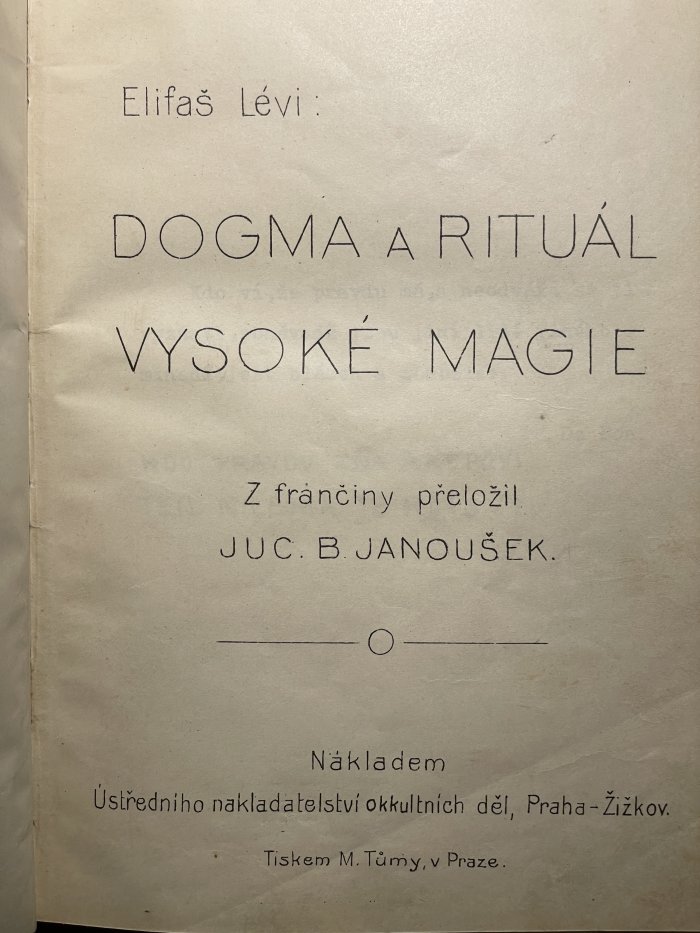 Elifaš Lévi:
DOGMA A RITUÁL
VYSOKÉ MAGIE
Z fránčiny přeložil
JUC. B. JANOUŠEK.
Nákladem
Ústředního nakladatelství okkultních děl, Praha-Žižkov.
Tiskem M. Tůmy, v Praze.